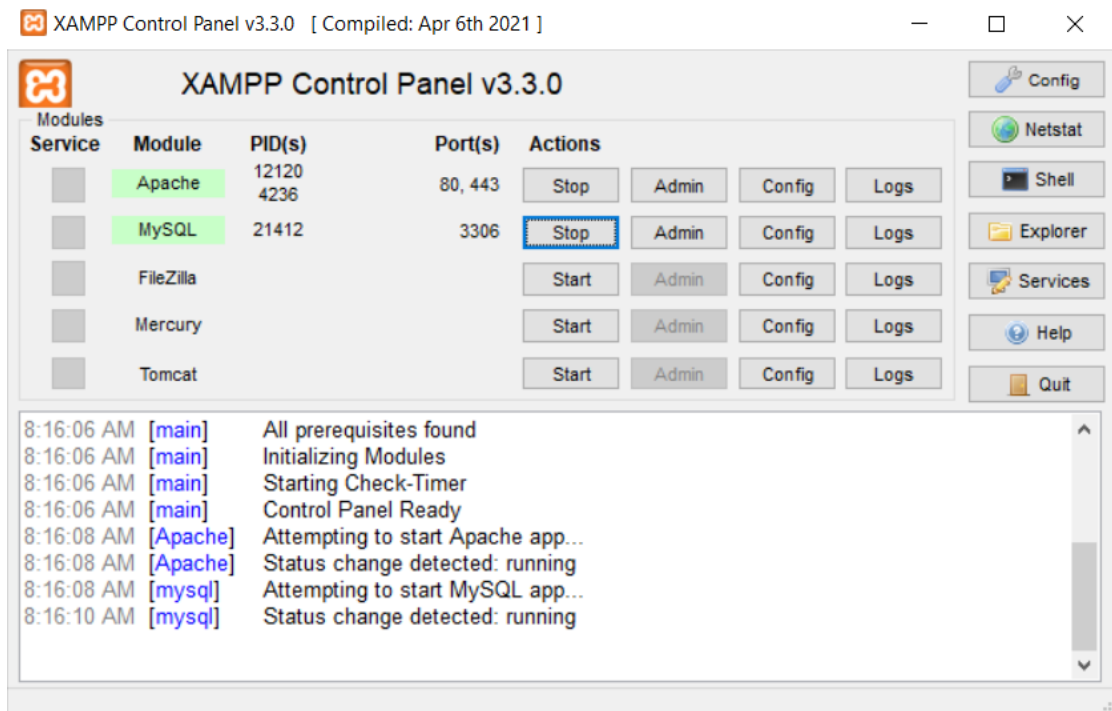 XAMPP Control Panel v3.3.0 [ Compiled: Apr 6th 2021 ]
XAMPP Control Panel v3.3.0
Config
Netstat
Shell
Explorer
Services
Help
Quit
Modules
Service Module PID(s) Port(s) Actions
Apache 12120 4236 80, 443 Stop Admin Config Logs
MySQL 21412 3306 Stop Admin Config Logs
FileZilla Start Admin Config Logs
Mercury Start Admin Config Logs
Tomcat Start Admin Config Logs
8:16:06 AM [main] All prerequisites found
8:16:06 AM [main] Initializing Modules
8:16:06 AM [main] Starting Check-Timer
8:16:06 AM [main] Control Panel Ready
8:16:08 AM [Apache] Attempting to start Apache app...
8:16:08 AM [Apache] Status change detected: running
8:16:08 AM [mysql] Attempting to start MySQL app...
8:16:10 AM [mysql] Status change detected: running